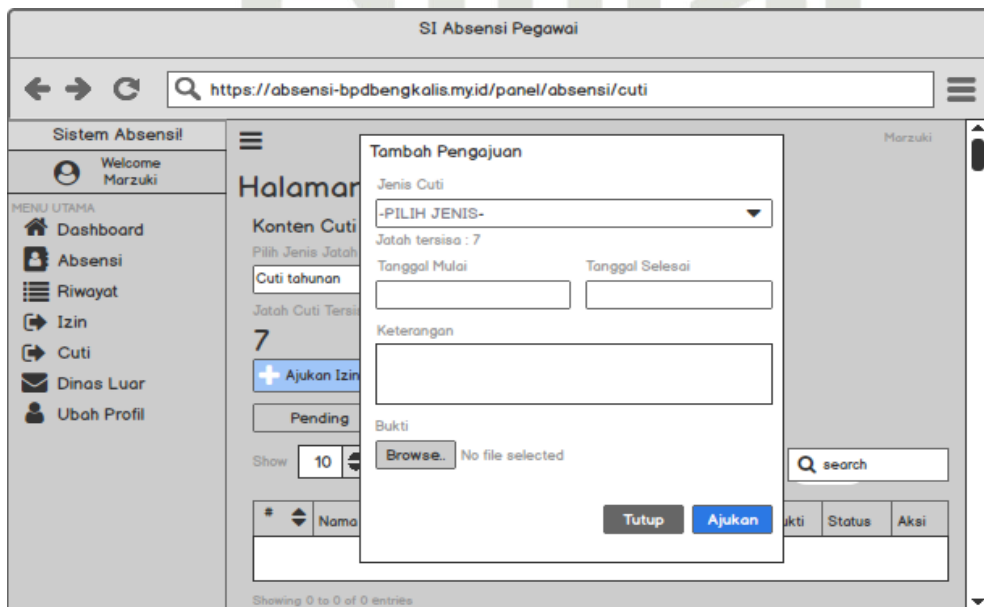 SI Absensi Pegawai
https://absensi-bpdbengkalis.my.id/panel/absensi/cuti
Sistem Absensi!
Welcome
Marzuki
MENU UTAMA
Dashboard
Absensi
Riwayat
Izin
Cuti
Dinas Luar
Ubah Profil
Marzuki
Konten Cuti
Pilih Jenis Jatah
Cuti tahunan
Jatah Cuti
7
Ajukan Izin
Pending
Show 10
search
# Nama Status Aksi
Showing 0 to 0 of 0 entries
Tambah Pengajuan
Jenis Cuti
-PILIH JENIS-
Jatah tersisa : 7
Tanggal Mulai Tanggal Selesai
Keterangan
Bukti
Browse.. No file selected
Tutup Ajukan